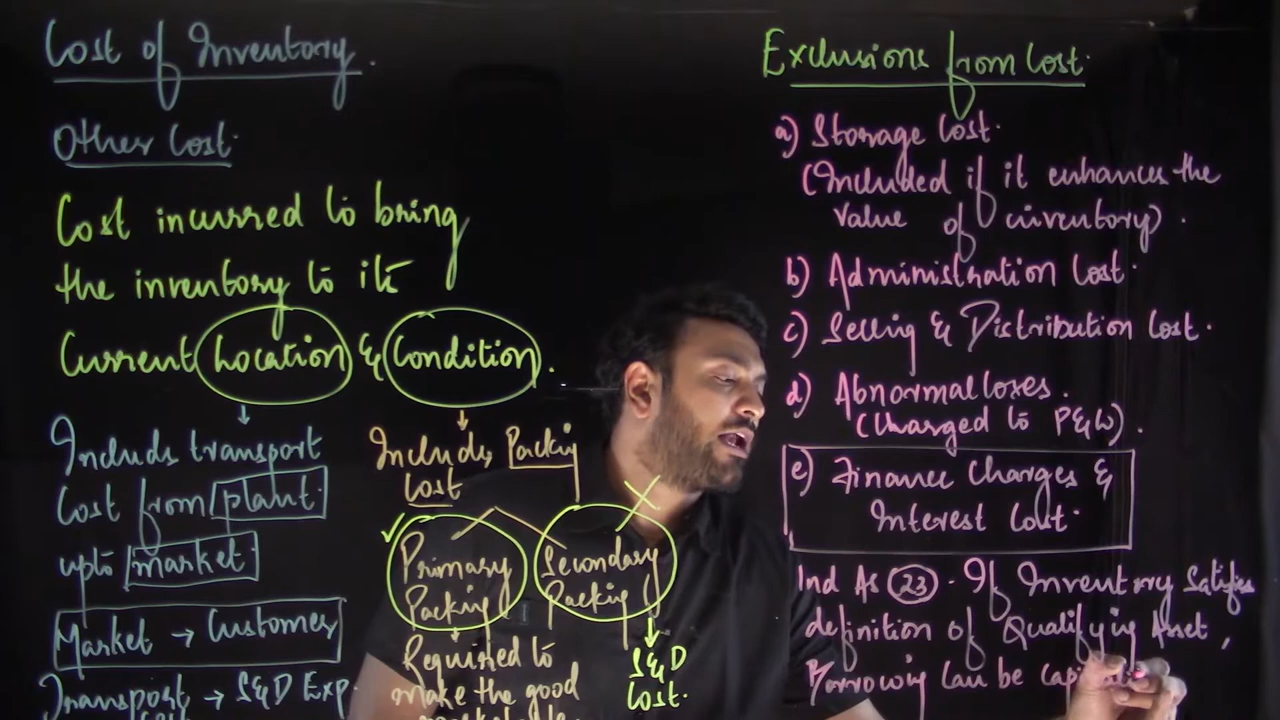 Cost of Inventory.
Other Cost.
Cost incurred to bring
the inventory to its
Current Location & Condition.
↓
Includs transport
Cost from plant
upto market.
Market → Customer
Transport → S&D Exp.
Cost
↓
Includes Packing
Cost
✓ Primary
Packing
↓
Required to
make the good
X Secondary
Packing
↓
S&D
Cost.
Exclusions from Cost.
a) Storage Cost.
(Included if it enhances the
value of inventory).
b) Administration Cost.
c) Selling & Distribution Cost.
d) Abnormal loses.
(Charged to P&L).
e) Finance Charges &
Interest Cost.
Ind As 23. If Inventory Satisfies
definition of Qualifying Asset,
Borrowing Can be